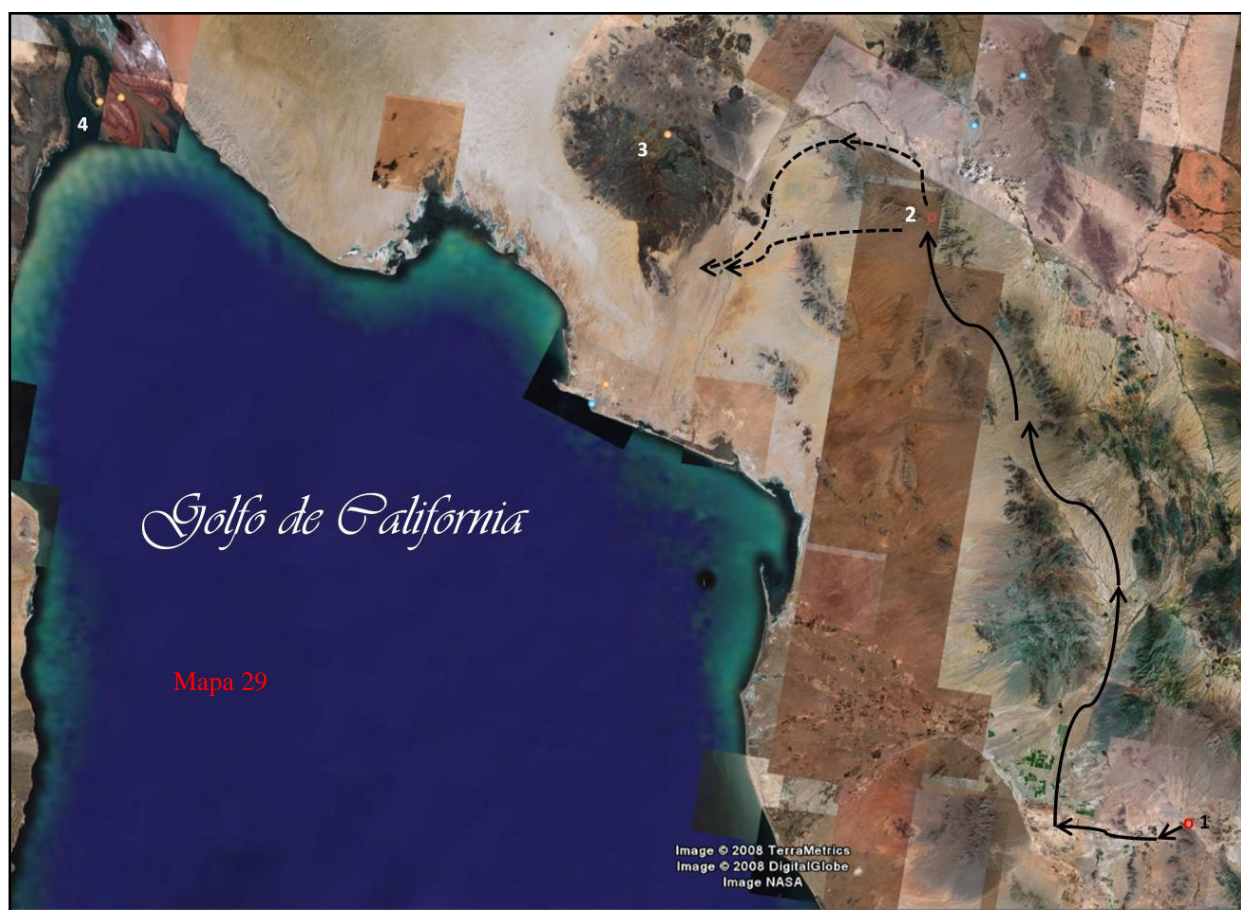 4
3
2 o
Golfo de California
Mapa 29
o 1
Image © 2008 TerraMetrics
Image © 2008 DigitalGlobe
Image NASA